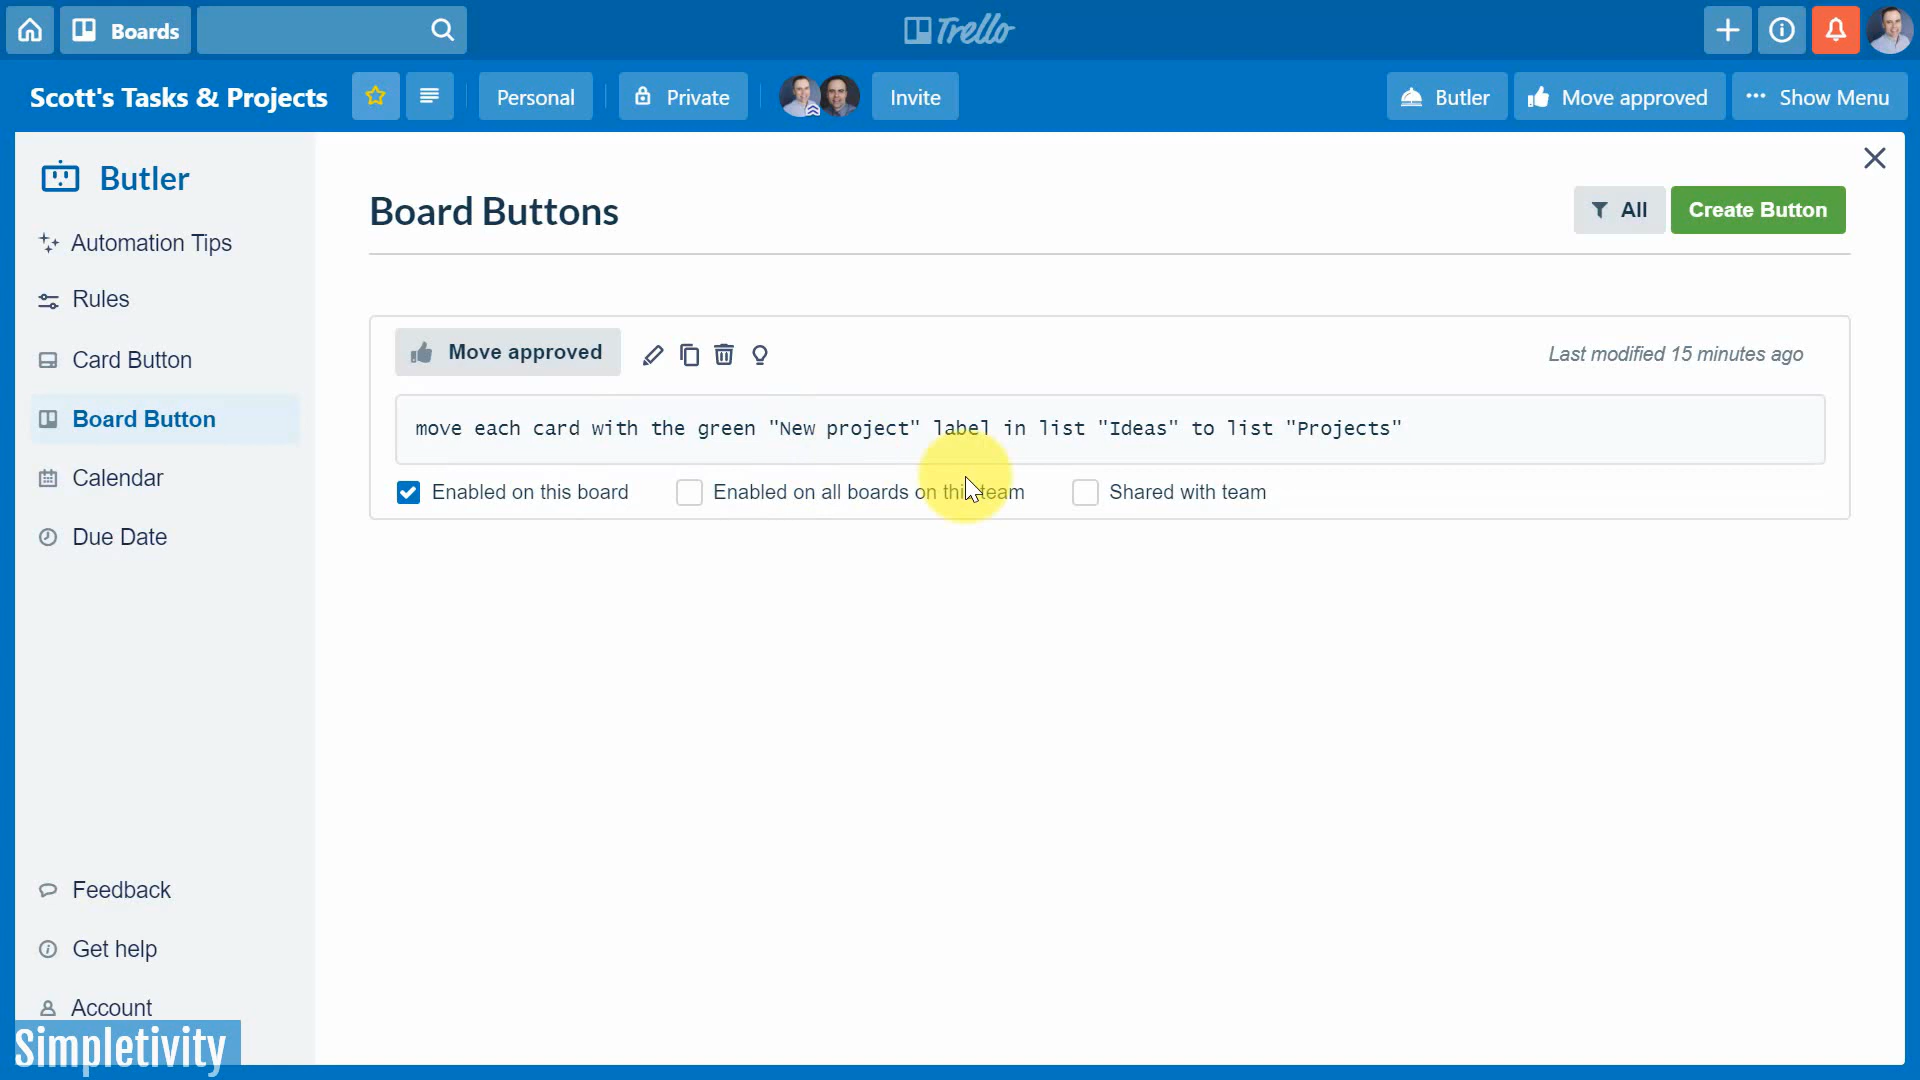 Boards
Trello
Scott's Tasks & Projects
Personal
Private
Invite
Butler
Move approved
Show Menu
Butler
Automation Tips
Rules
Card Button
Board Button
Calendar
Due Date
Feedback
Get help
Account
Board Buttons
All
Create Button
Move approved
Last modified 15 minutes ago
move each card with the green "New project" label in list "Ideas" to list "Projects"
Enabled on this board
Enabled on all boards on this team
Shared with team
Simpletivity